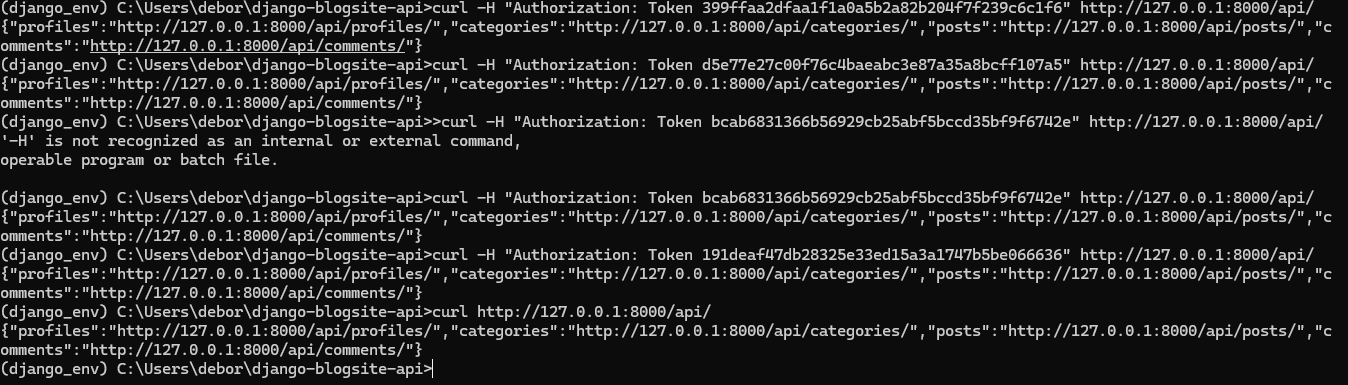 (django_env) C:\Users\debor\django-blogsite-api>curl -H "Authorization: Token 399ffaa2dfaa1f1a0a5b2a82b204f7f239c6c1f6" http://127.0.0.1:8000/api/
{"profiles":"http://127.0.0.1:8000/api/profiles/","categories":"http://127.0.0.1:8000/api/categories/","posts":"http://127.0.0.1:8000/api/posts/","c
omments":"http://127.0.0.1:8000/api/comments/"}
(django_env) C:\Users\debor\django-blogsite-api>curl -H "Authorization: Token d5e77e27c00f76c4baeabc3e87a35a8bcff107a5" http://127.0.0.1:8000/api/
{"profiles":"http://127.0.0.1:8000/api/profiles/","categories":"http://127.0.0.1:8000/api/categories/","posts":"http://127.0.0.1:8000/api/posts/","c
omments":"http://127.0.0.1:8000/api/comments/"}
(django_env) C:\Users\debor\django-blogsite-api>>curl -H "Authorization: Token bcab6831366b56929cb25abf5bccd35bf9f6742e" http://127.0.0.1:8000/api/
'-H' is not recognized as an internal or external command,
operable program or batch file.
(django_env) C:\Users\debor\django-blogsite-api>curl -H "Authorization: Token bcab6831366b56929cb25abf5bccd35bf9f6742e" http://127.0.0.1:8000/api/
{"profiles":"http://127.0.0.1:8000/api/profiles/","categories":"http://127.0.0.1:8000/api/categories/","posts":"http://127.0.0.1:8000/api/posts/","c
omments":"http://127.0.0.1:8000/api/comments/"}
(django_env) C:\Users\debor\django-blogsite-api>curl -H "Authorization: Token 191deaf47db28325e33ed15a3a1747b5be066636" http://127.0.0.1:8000/api/
{"profiles":"http://127.0.0.1:8000/api/profiles/","categories":"http://127.0.0.1:8000/api/categories/","posts":"http://127.0.0.1:8000/api/posts/","c
omments":"http://127.0.0.1:8000/api/comments/"}
(django_env) C:\Users\debor\django-blogsite-api>curl http://127.0.0.1:8000/api/
{"profiles":"http://127.0.0.1:8000/api/profiles/","categories":"http://127.0.0.1:8000/api/categories/","posts":"http://127.0.0.1:8000/api/posts/","c
omments":"http://127.0.0.1:8000/api/comments/"}
(django_env) C:\Users\debor\django-blogsite-api>